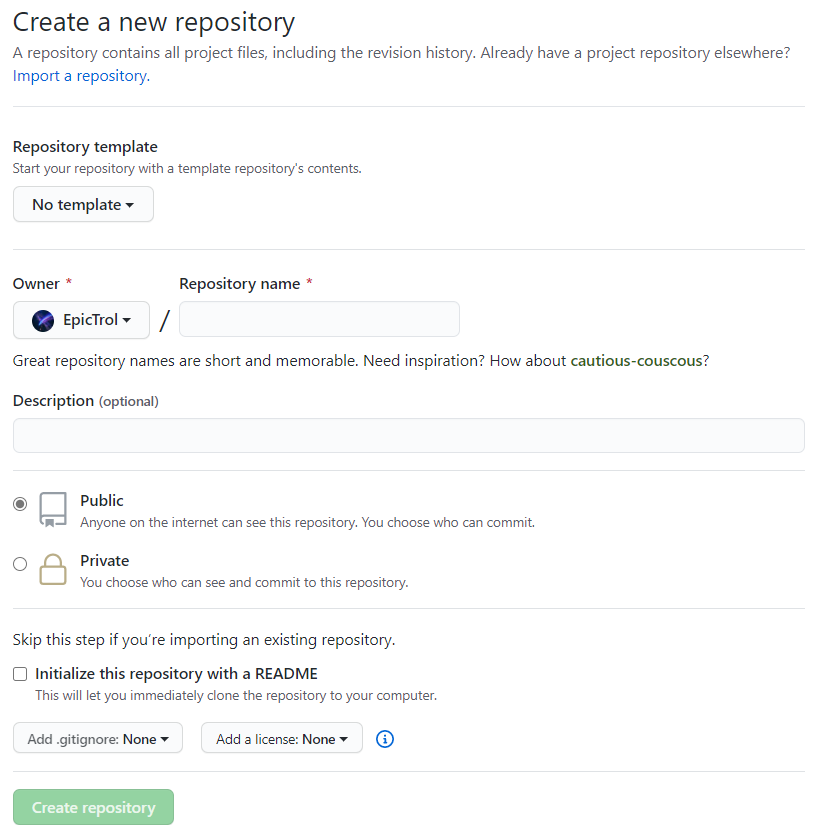 Create a new repository
A repository contains all project files, including the revision history. Already have a project repository elsewhere?
Import a repository.
Repository template
Start your repository with a template repository's contents.
No template
Owner *
Repository name *
EpicTrol
/
Great repository names are short and memorable. Need inspiration? How about cautious-couscous?
Description (optional)
Public
Anyone on the internet can see this repository. You choose who can commit.
Private
You choose who can see and commit to this repository.
Skip this step if you’re importing an existing repository.
Initialize this repository with a README
This will let you immediately clone the repository to your computer.
Add .gitignore: None
Add a license: None
Create repository